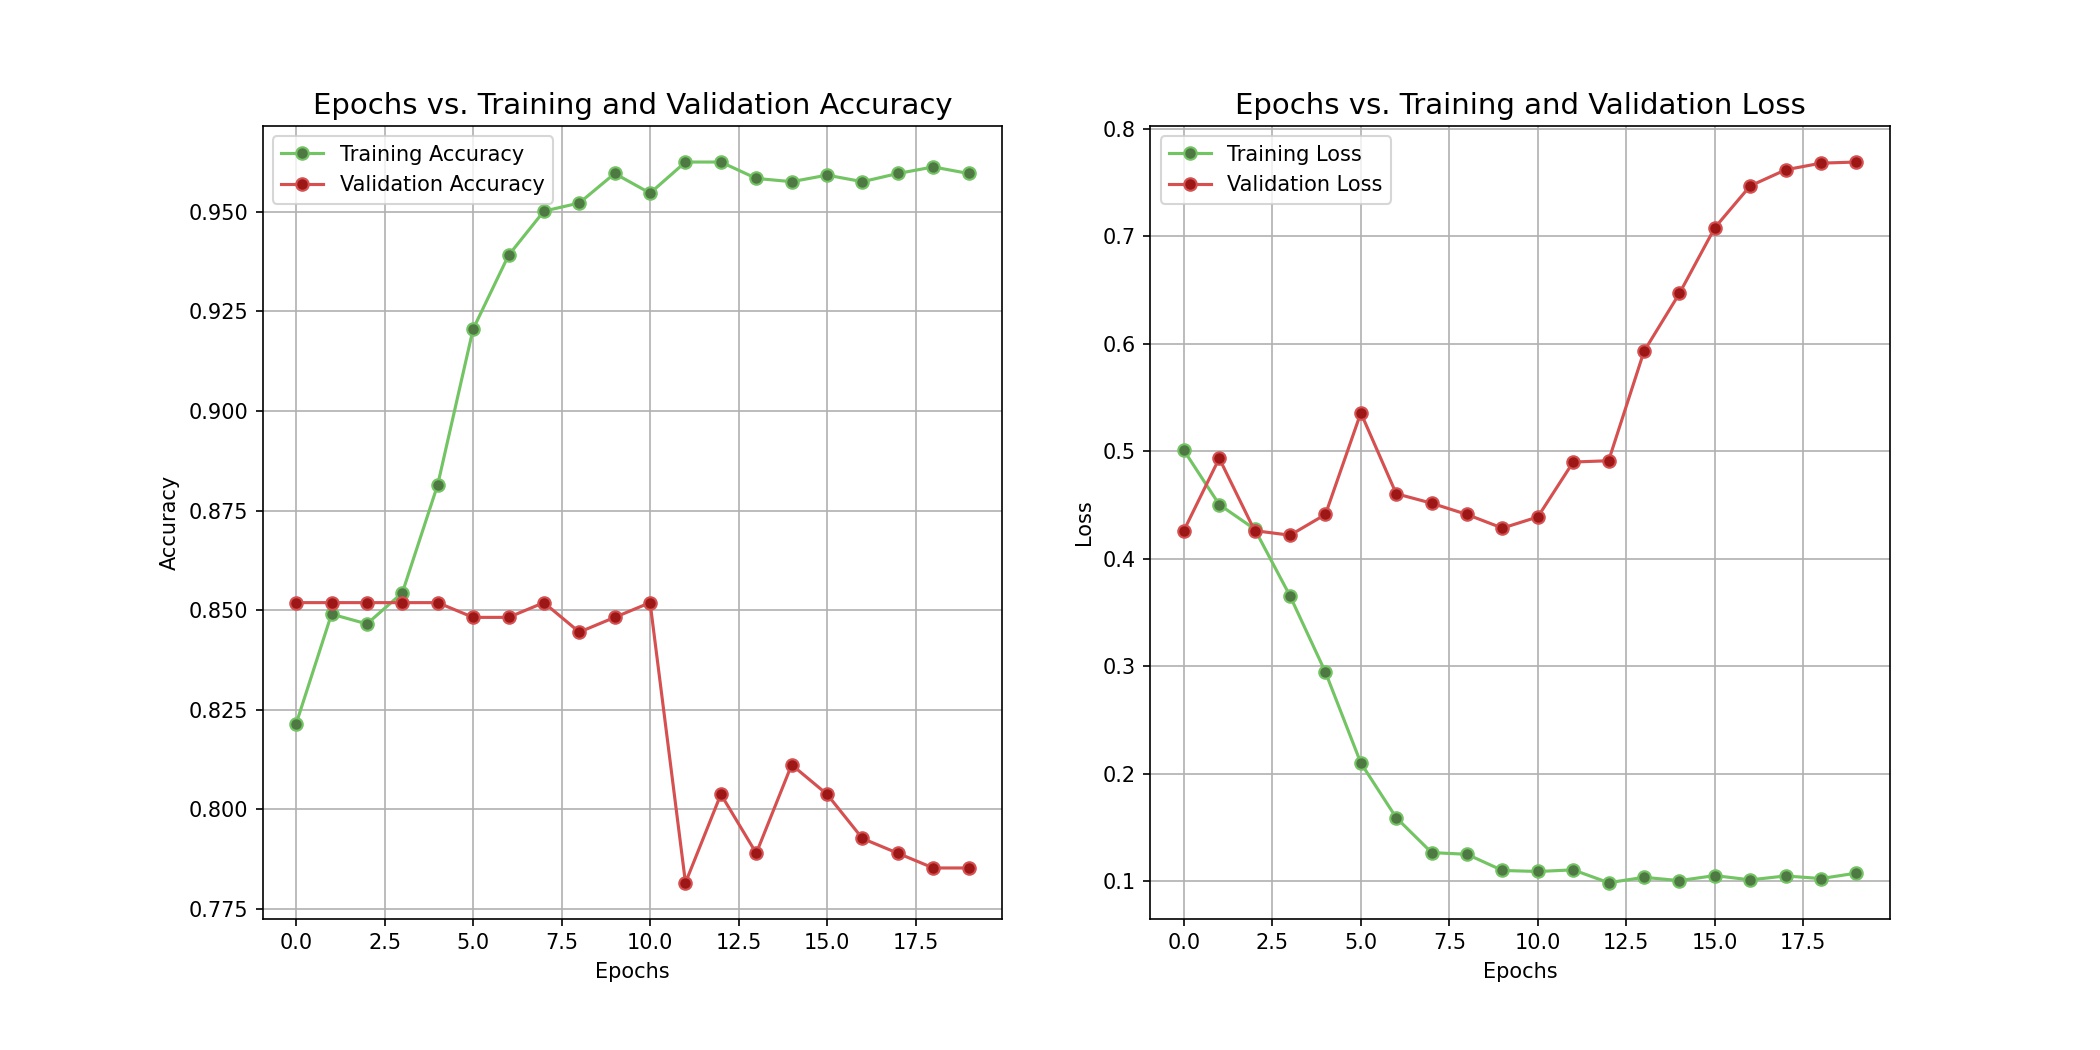 Epochs vs. Training and Validation Accuracy
Training Accuracy
Validation Accuracy
0.950
0.925
0.900
0.875
0.850
0.825
0.800
0.775
Accuracy
0.0 2.5 5.0 7.5 10.0 12.5 15.0 17.5
Epochs
Epochs vs. Training and Validation Loss
Training Loss
Validation Loss
0.8
0.7
0.6
0.5
0.4
0.3
0.2
0.1
Loss
0.0 2.5 5.0 7.5 10.0 12.5 15.0 17.5
Epochs